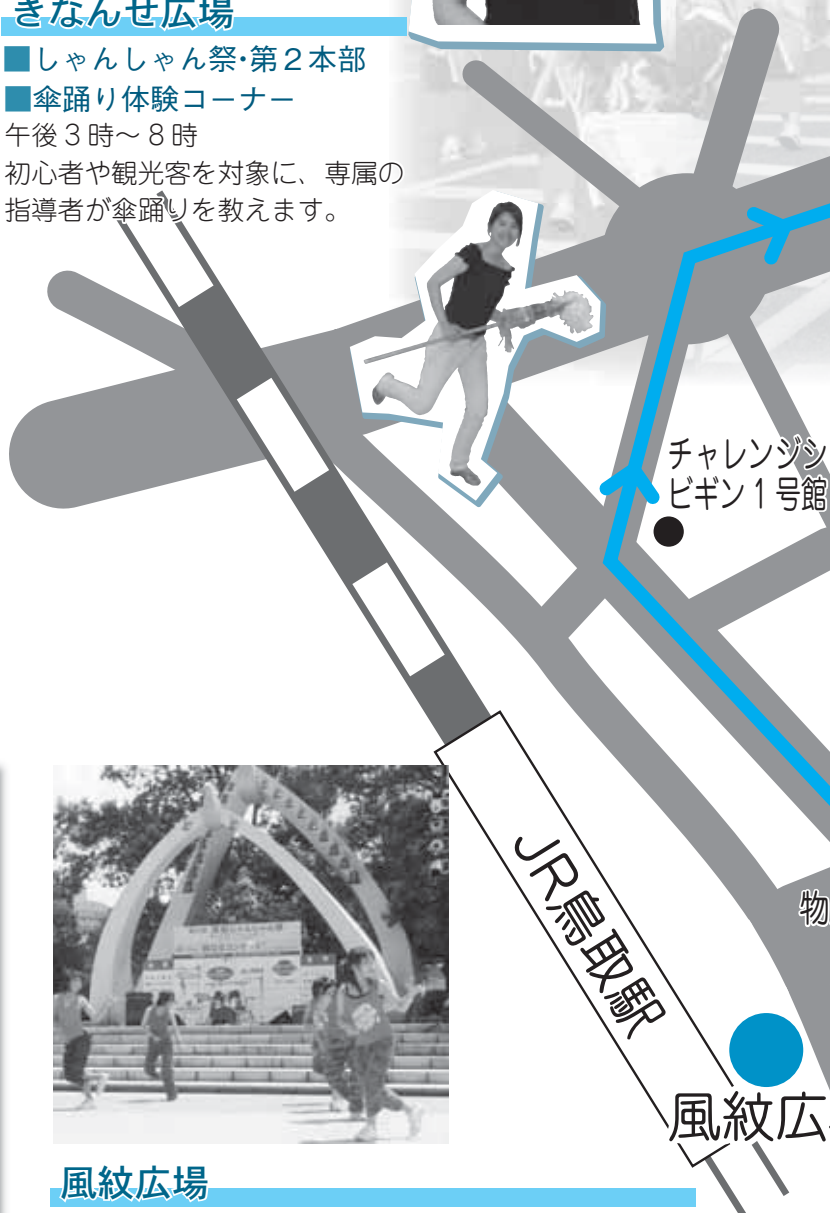 きなんせ広場
■しゃんしゃん祭・第２本部
■傘踊り体験コーナー
午後３時～８時
初心者や観光客を対象に、専属の
指導者が傘踊りを教えます。
チャレンジシ
ビギン１号館
JR鳥取駅
物
風紋広
風紋広場